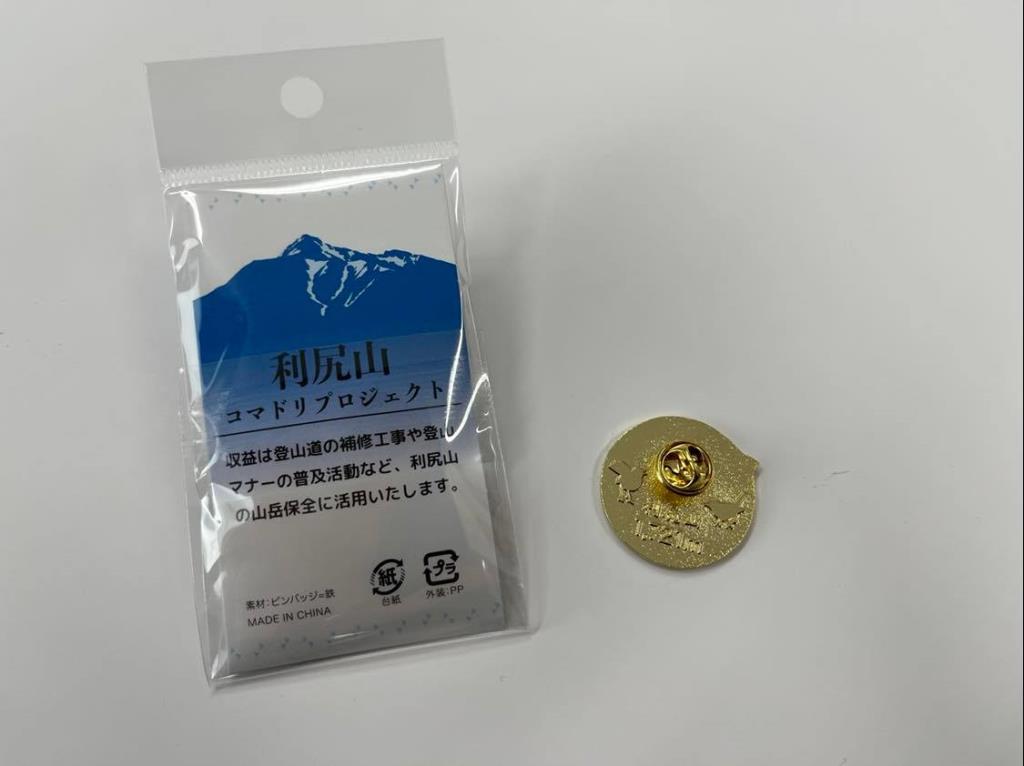 利尻山
コマドリプロジェクト
収益は登山道の補修工事や登山
マナーの普及活動など、利尻山
の山岳保全に活用いたします。
紙
プラ
台紙
外装:PP
素材:ピンバッジ=鉄
MADE IN CHINA
1721m